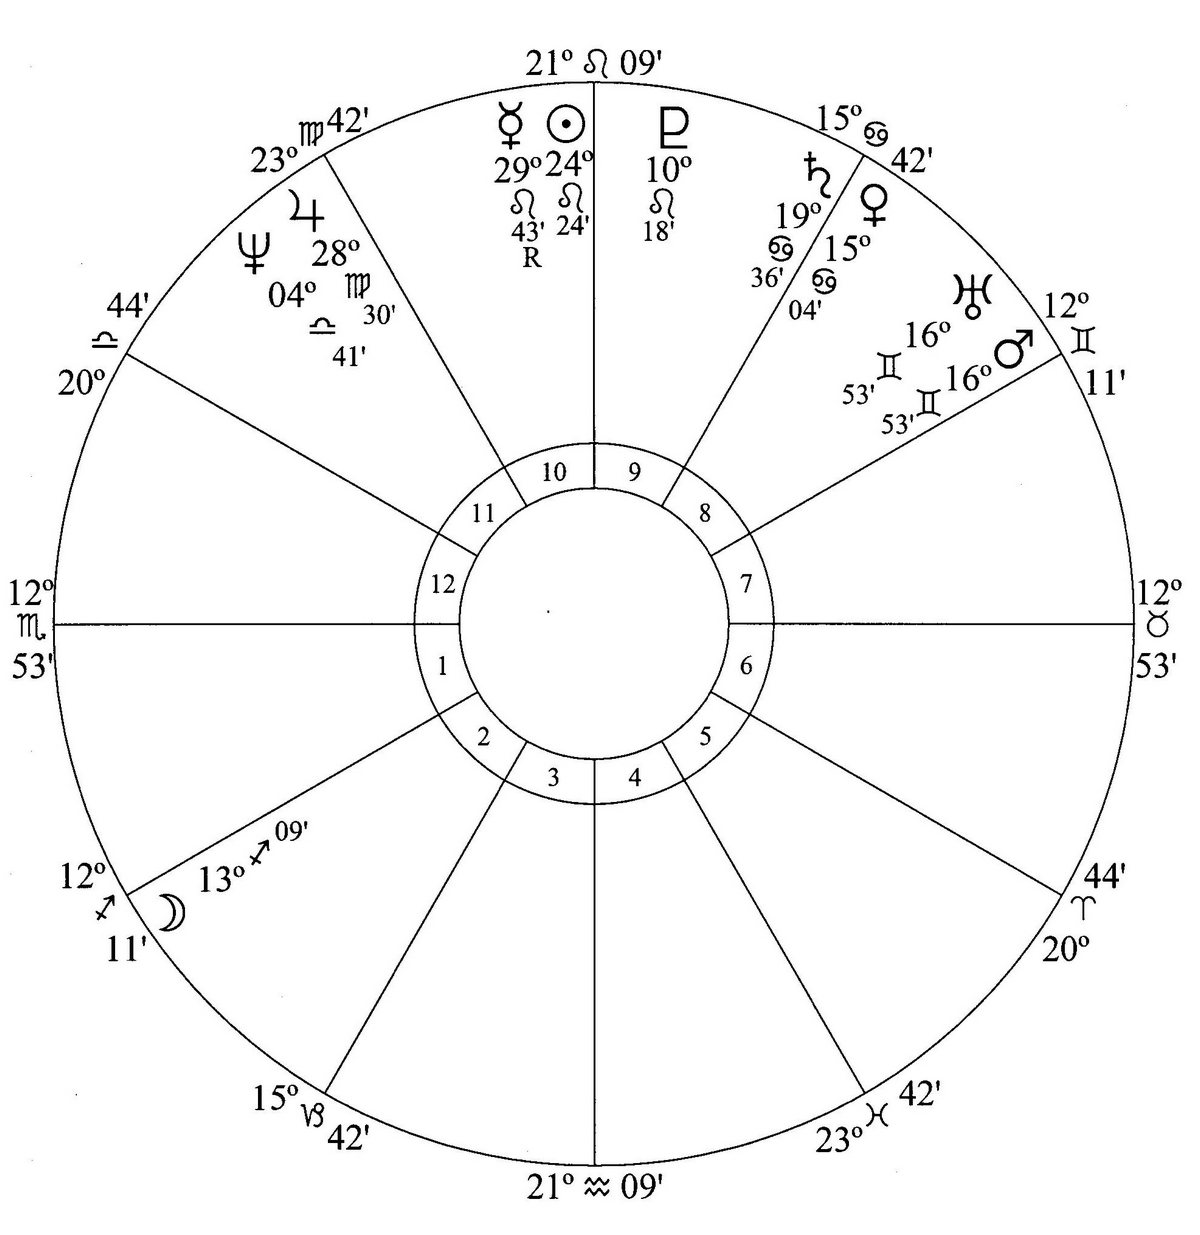 21º ♌ 09'
☿ ☉ ♇
29º 24º 10º
♌ ♌ ♌
43' 24' 18'
R
15º ♋ 42'
♄
19º
♋
36'
♀
15º
♋
04'
♅
16º
♊
53'
12º ♊ 11'
♂
16º
♊
53'
23º ♍ 42'
♃
28º
♍
30'
♆
04º
♎
41'
44'
♎
20º
10 9
11 8
12 7
1 6
2 5
3 4
12º
♏
53'
12º
♉
53'
12º
♐
11'
☽ 13º ♐ 09'
44'
♈
20º
15º ♑ 42'
23º ♓ 42'
21º ♒ 09'